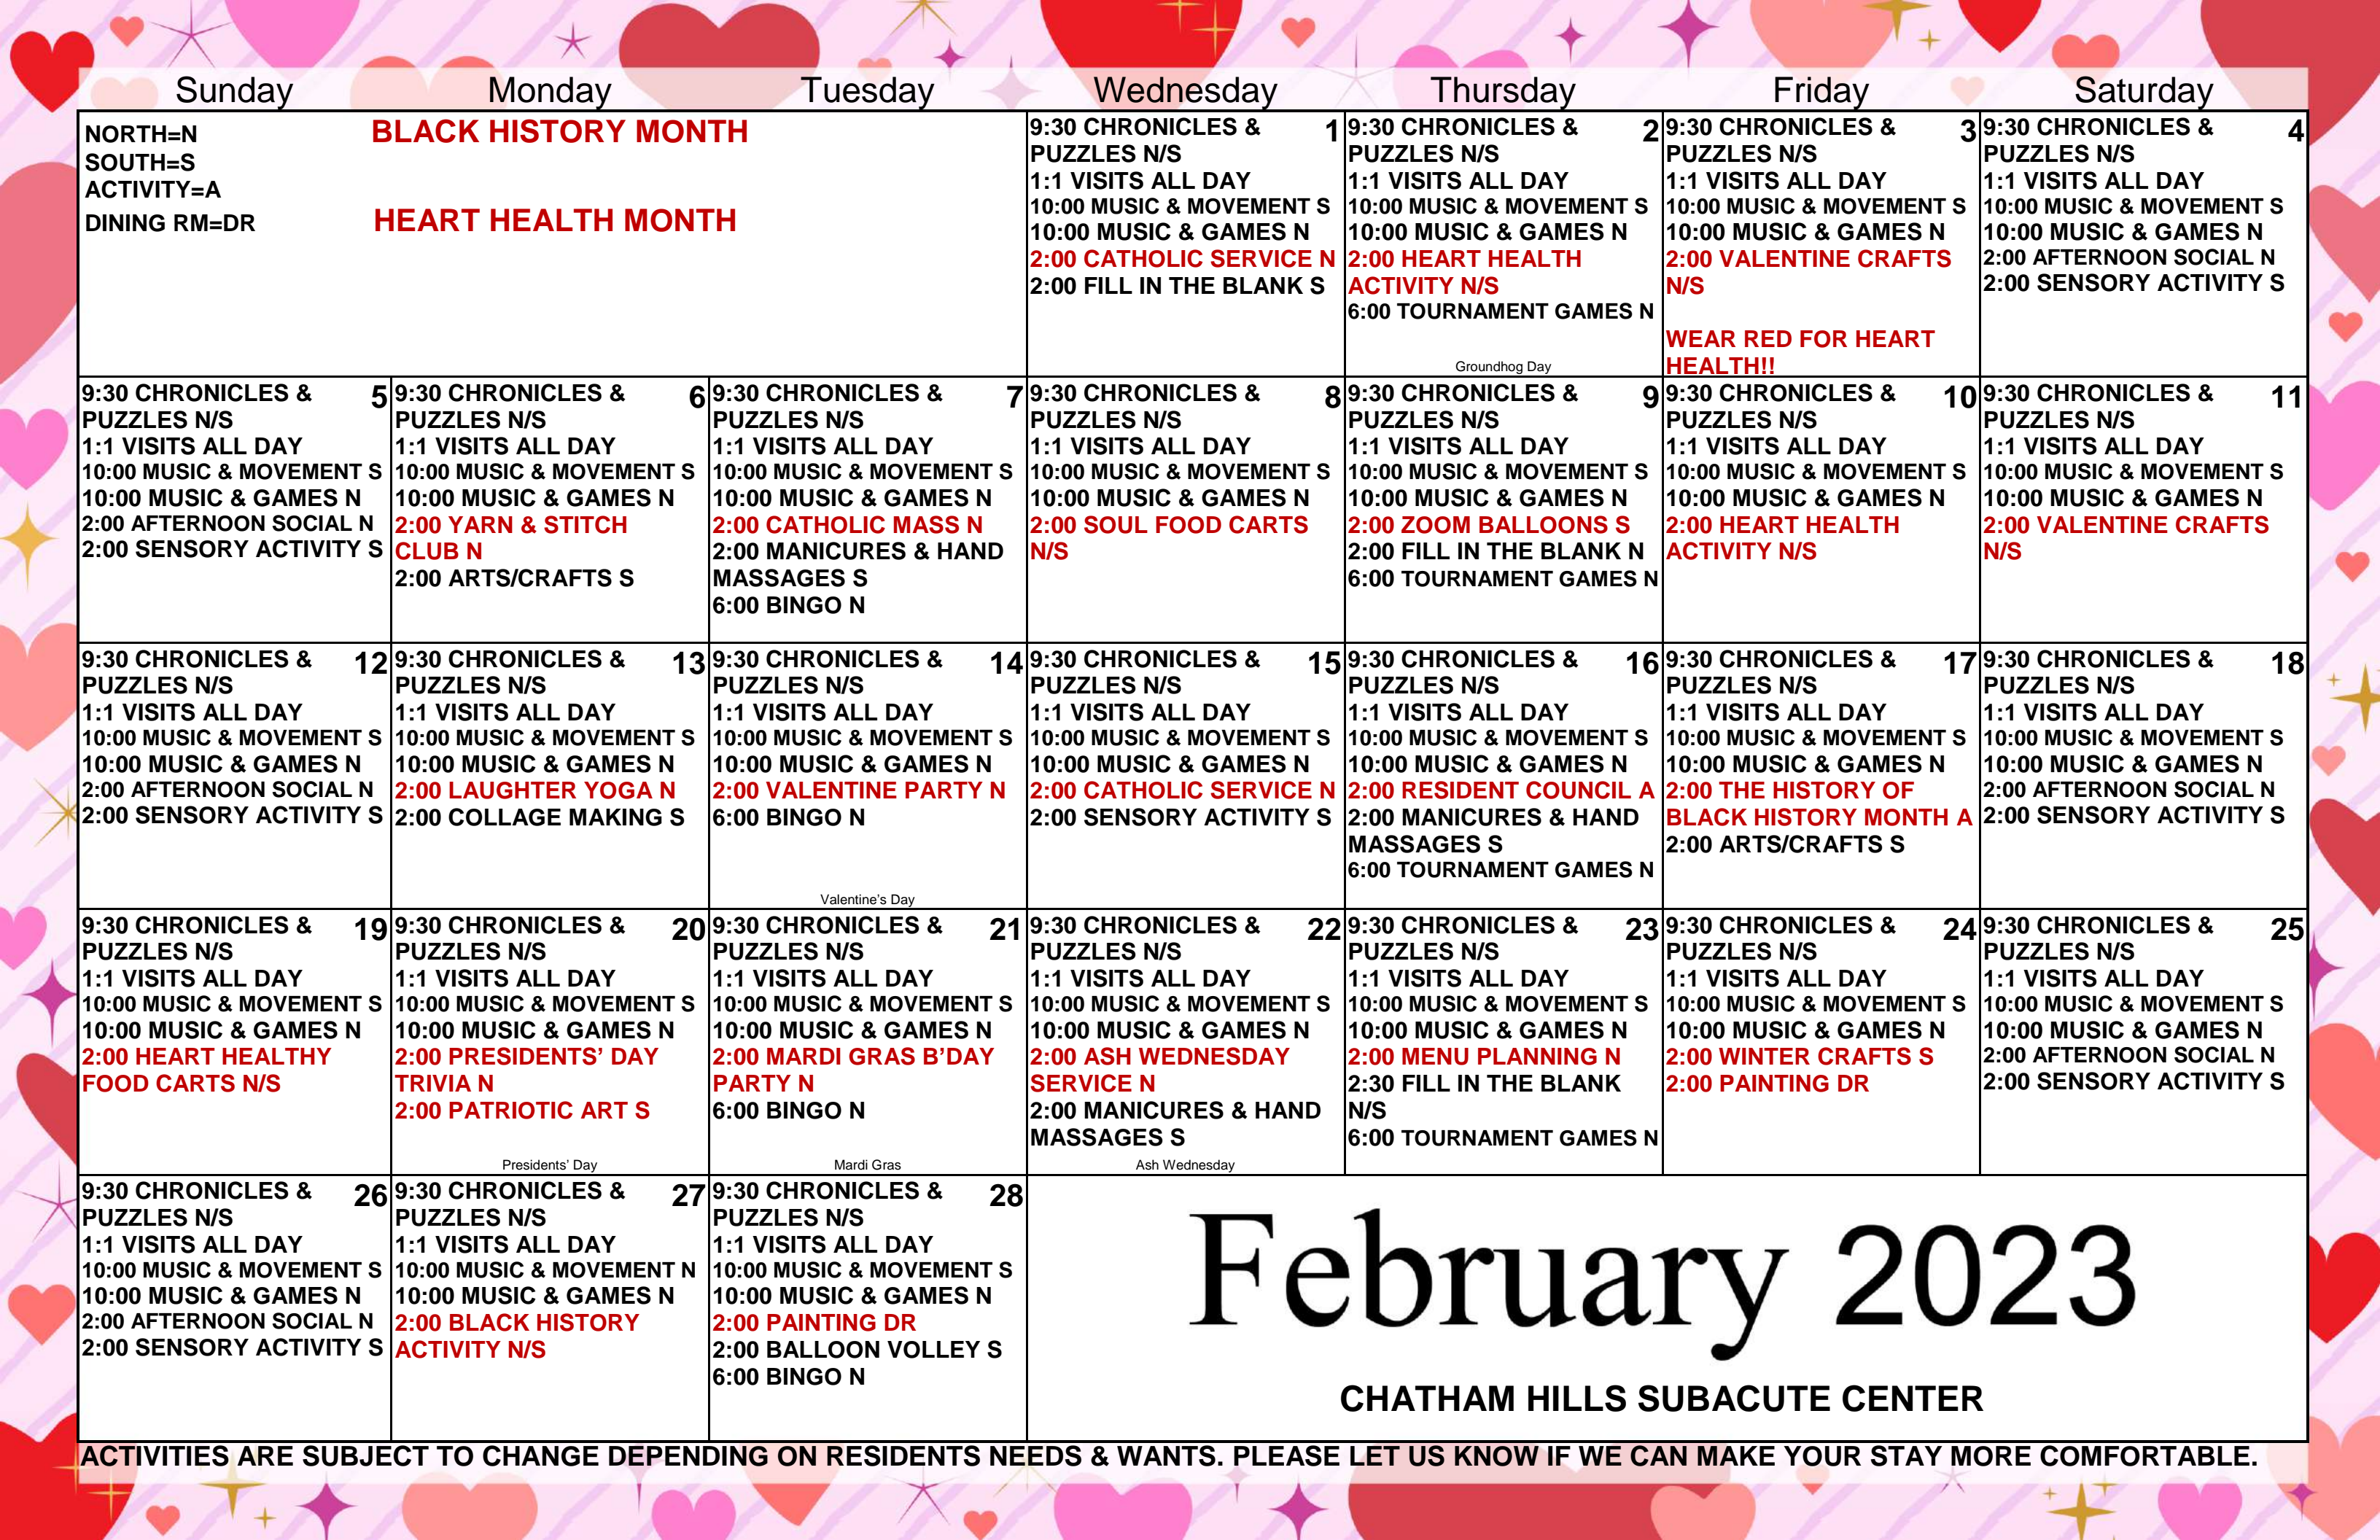 Sunday Monday Tuesday Wednesday Thursday Friday Saturday
NORTH=N
SOUTH=S
ACTIVITY=A
DINING RM=DR
BLACK HISTORY MONTH
HEART HEALTH MONTH
9:30 CHRONICLES & 1
PUZZLES N/S
1:1 VISITS ALL DAY
10:00 MUSIC & MOVEMENT S
10:00 MUSIC & GAMES N
2:00 CATHOLIC SERVICE N
2:00 FILL IN THE BLANK S
9:30 CHRONICLES & 2
PUZZLES N/S
1:1 VISITS ALL DAY
10:00 MUSIC & MOVEMENT S
10:00 MUSIC & GAMES N
2:00 HEART HEALTH
ACTIVITY N/S
6:00 TOURNAMENT GAMES N
Groundhog Day
9:30 CHRONICLES & 3
PUZZLES N/S
1:1 VISITS ALL DAY
10:00 MUSIC & MOVEMENT S
10:00 MUSIC & GAMES N
2:00 VALENTINE CRAFTS
N/S
WEAR RED FOR HEART
HEALTH!!
9:30 CHRONICLES & 4
PUZZLES N/S
1:1 VISITS ALL DAY
10:00 MUSIC & MOVEMENT S
10:00 MUSIC & GAMES N
2:00 AFTERNOON SOCIAL N
2:00 SENSORY ACTIVITY S
9:30 CHRONICLES & 5
PUZZLES N/S
1:1 VISITS ALL DAY
10:00 MUSIC & MOVEMENT S
10:00 MUSIC & GAMES N
2:00 AFTERNOON SOCIAL N
2:00 SENSORY ACTIVITY S
9:30 CHRONICLES & 6
PUZZLES N/S
1:1 VISITS ALL DAY
10:00 MUSIC & MOVEMENT S
10:00 MUSIC & GAMES N
2:00 YARN & STITCH
CLUB N
2:00 ARTS/CRAFTS S
9:30 CHRONICLES & 7
PUZZLES N/S
1:1 VISITS ALL DAY
10:00 MUSIC & MOVEMENT S
10:00 MUSIC & GAMES N
2:00 CATHOLIC MASS N
2:00 MANICURES & HAND
MASSAGES S
6:00 BINGO N
9:30 CHRONICLES & 8
PUZZLES N/S
1:1 VISITS ALL DAY
10:00 MUSIC & MOVEMENT S
10:00 MUSIC & GAMES N
2:00 SOUL FOOD CARTS
N/S
9:30 CHRONICLES & 9
PUZZLES N/S
1:1 VISITS ALL DAY
10:00 MUSIC & MOVEMENT S
10:00 MUSIC & GAMES N
2:00 ZOOM BALLOONS S
2:00 FILL IN THE BLANK N
6:00 TOURNAMENT GAMES N
9:30 CHRONICLES & 10
PUZZLES N/S
1:1 VISITS ALL DAY
10:00 MUSIC & MOVEMENT S
10:00 MUSIC & GAMES N
2:00 HEART HEALTH
ACTIVITY N/S
9:30 CHRONICLES & 11
PUZZLES N/S
1:1 VISITS ALL DAY
10:00 MUSIC & MOVEMENT S
10:00 MUSIC & GAMES N
2:00 VALENTINE CRAFTS
N/S
9:30 CHRONICLES & 12
PUZZLES N/S
1:1 VISITS ALL DAY
10:00 MUSIC & MOVEMENT S
10:00 MUSIC & GAMES N
2:00 AFTERNOON SOCIAL N
2:00 SENSORY ACTIVITY S
9:30 CHRONICLES & 13
PUZZLES N/S
1:1 VISITS ALL DAY
10:00 MUSIC & MOVEMENT S
10:00 MUSIC & GAMES N
2:00 LAUGHTER YOGA N
2:00 COLLAGE MAKING S
9:30 CHRONICLES & 14
PUZZLES N/S
1:1 VISITS ALL DAY
10:00 MUSIC & MOVEMENT S
10:00 MUSIC & GAMES N
2:00 VALENTINE PARTY N
6:00 BINGO N
Valentine's Day
9:30 CHRONICLES & 15
PUZZLES N/S
1:1 VISITS ALL DAY
10:00 MUSIC & MOVEMENT S
10:00 MUSIC & GAMES N
2:00 CATHOLIC SERVICE N
2:00 SENSORY ACTIVITY S
9:30 CHRONICLES & 16
PUZZLES N/S
1:1 VISITS ALL DAY
10:00 MUSIC & MOVEMENT S
10:00 MUSIC & GAMES N
2:00 RESIDENT COUNCIL A
2:00 MANICURES & HAND
MASSAGES S
6:00 TOURNAMENT GAMES N
9:30 CHRONICLES & 17
PUZZLES N/S
1:1 VISITS ALL DAY
10:00 MUSIC & MOVEMENT S
10:00 MUSIC & GAMES N
2:00 THE HISTORY OF
BLACK HISTORY MONTH A
2:00 ARTS/CRAFTS S
9:30 CHRONICLES & 18
PUZZLES N/S
1:1 VISITS ALL DAY
10:00 MUSIC & MOVEMENT S
10:00 MUSIC & GAMES N
2:00 AFTERNOON SOCIAL N
2:00 SENSORY ACTIVITY S
9:30 CHRONICLES & 19
PUZZLES N/S
1:1 VISITS ALL DAY
10:00 MUSIC & MOVEMENT S
10:00 MUSIC & GAMES N
2:00 HEART HEALTHY
FOOD CARTS N/S
9:30 CHRONICLES & 20
PUZZLES N/S
1:1 VISITS ALL DAY
10:00 MUSIC & MOVEMENT S
10:00 MUSIC & GAMES N
2:00 PRESIDENTS' DAY
TRIVIA N
2:00 PATRIOTIC ART S
Presidents' Day
9:30 CHRONICLES & 21
PUZZLES N/S
1:1 VISITS ALL DAY
10:00 MUSIC & MOVEMENT S
10:00 MUSIC & GAMES N
2:00 MARDI GRAS B'DAY
PARTY N
6:00 BINGO N
Mardi Gras
9:30 CHRONICLES & 22
PUZZLES N/S
1:1 VISITS ALL DAY
10:00 MUSIC & MOVEMENT S
10:00 MUSIC & GAMES N
2:00 ASH WEDNESDAY
SERVICE N
2:00 MANICURES & HAND
MASSAGES S
Ash Wednesday
9:30 CHRONICLES & 23
PUZZLES N/S
1:1 VISITS ALL DAY
10:00 MUSIC & MOVEMENT S
10:00 MUSIC & GAMES N
2:00 MENU PLANNING N
2:30 FILL IN THE BLANK
N/S
6:00 TOURNAMENT GAMES N
9:30 CHRONICLES & 24
PUZZLES N/S
1:1 VISITS ALL DAY
10:00 MUSIC & MOVEMENT S
10:00 MUSIC & GAMES N
2:00 WINTER CRAFTS S
2:00 PAINTING DR
9:30 CHRONICLES & 25
PUZZLES N/S
1:1 VISITS ALL DAY
10:00 MUSIC & MOVEMENT S
10:00 MUSIC & GAMES N
2:00 AFTERNOON SOCIAL N
2:00 SENSORY ACTIVITY S
9:30 CHRONICLES & 26
PUZZLES N/S
1:1 VISITS ALL DAY
10:00 MUSIC & MOVEMENT S
10:00 MUSIC & GAMES N
2:00 AFTERNOON SOCIAL N
2:00 SENSORY ACTIVITY S
9:30 CHRONICLES & 27
PUZZLES N/S
1:1 VISITS ALL DAY
10:00 MUSIC & MOVEMENT N
10:00 MUSIC & GAMES N
2:00 BLACK HISTORY
ACTIVITY N/S
9:30 CHRONICLES & 28
PUZZLES N/S
1:1 VISITS ALL DAY
10:00 MUSIC & MOVEMENT S
10:00 MUSIC & GAMES N
2:00 PAINTING DR
2:00 BALLOON VOLLEY S
6:00 BINGO N
February 2023
CHATHAM HILLS SUBACUTE CENTER
ACTIVITIES ARE SUBJECT TO CHANGE DEPENDING ON RESIDENTS NEEDS & WANTS. PLEASE LET US KNOW IF WE CAN MAKE YOUR STAY MORE COMFORTABLE.